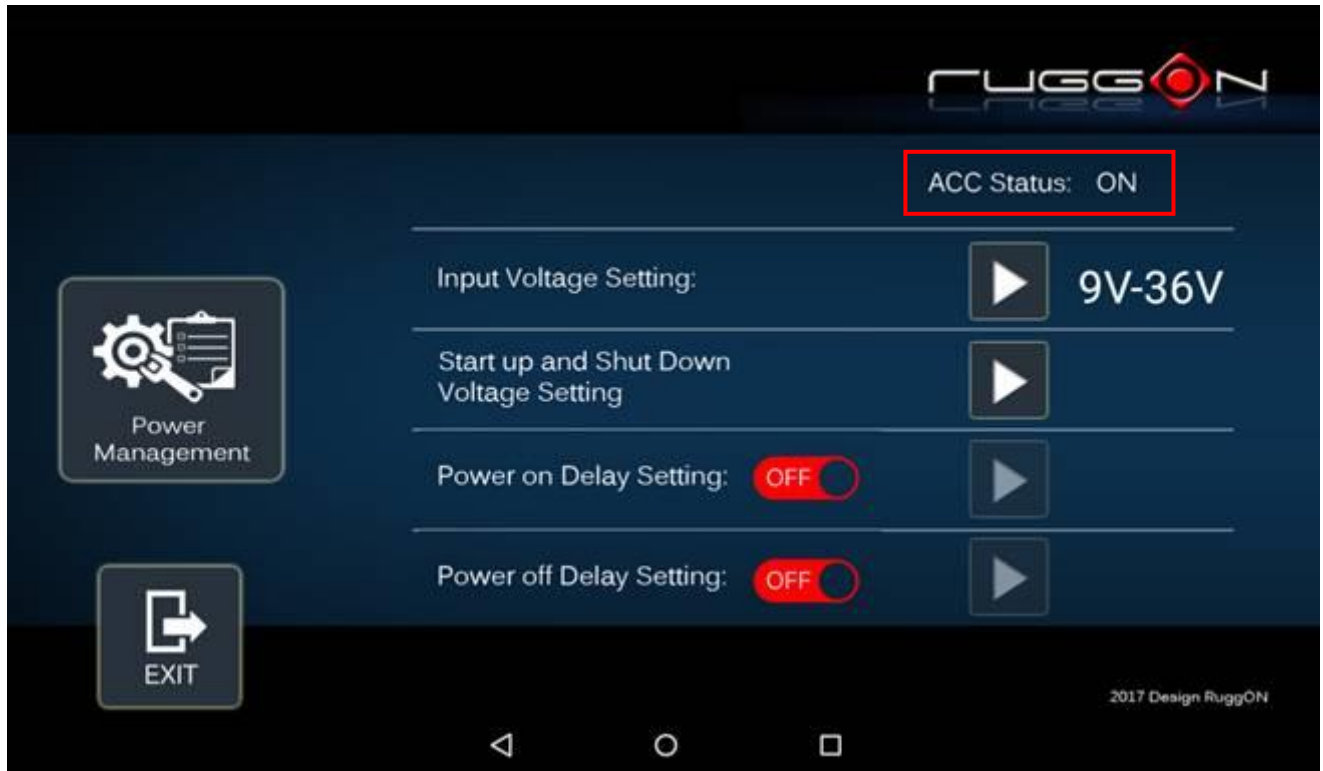 ruggON
ACC Status: ON
Input Voltage Setting:
9V-36V
Start up and Shut Down
Voltage Setting
Power
Management
Power on Delay Setting:
OFF
Power off Delay Setting:
OFF
EXIT
2017 Design RuggON